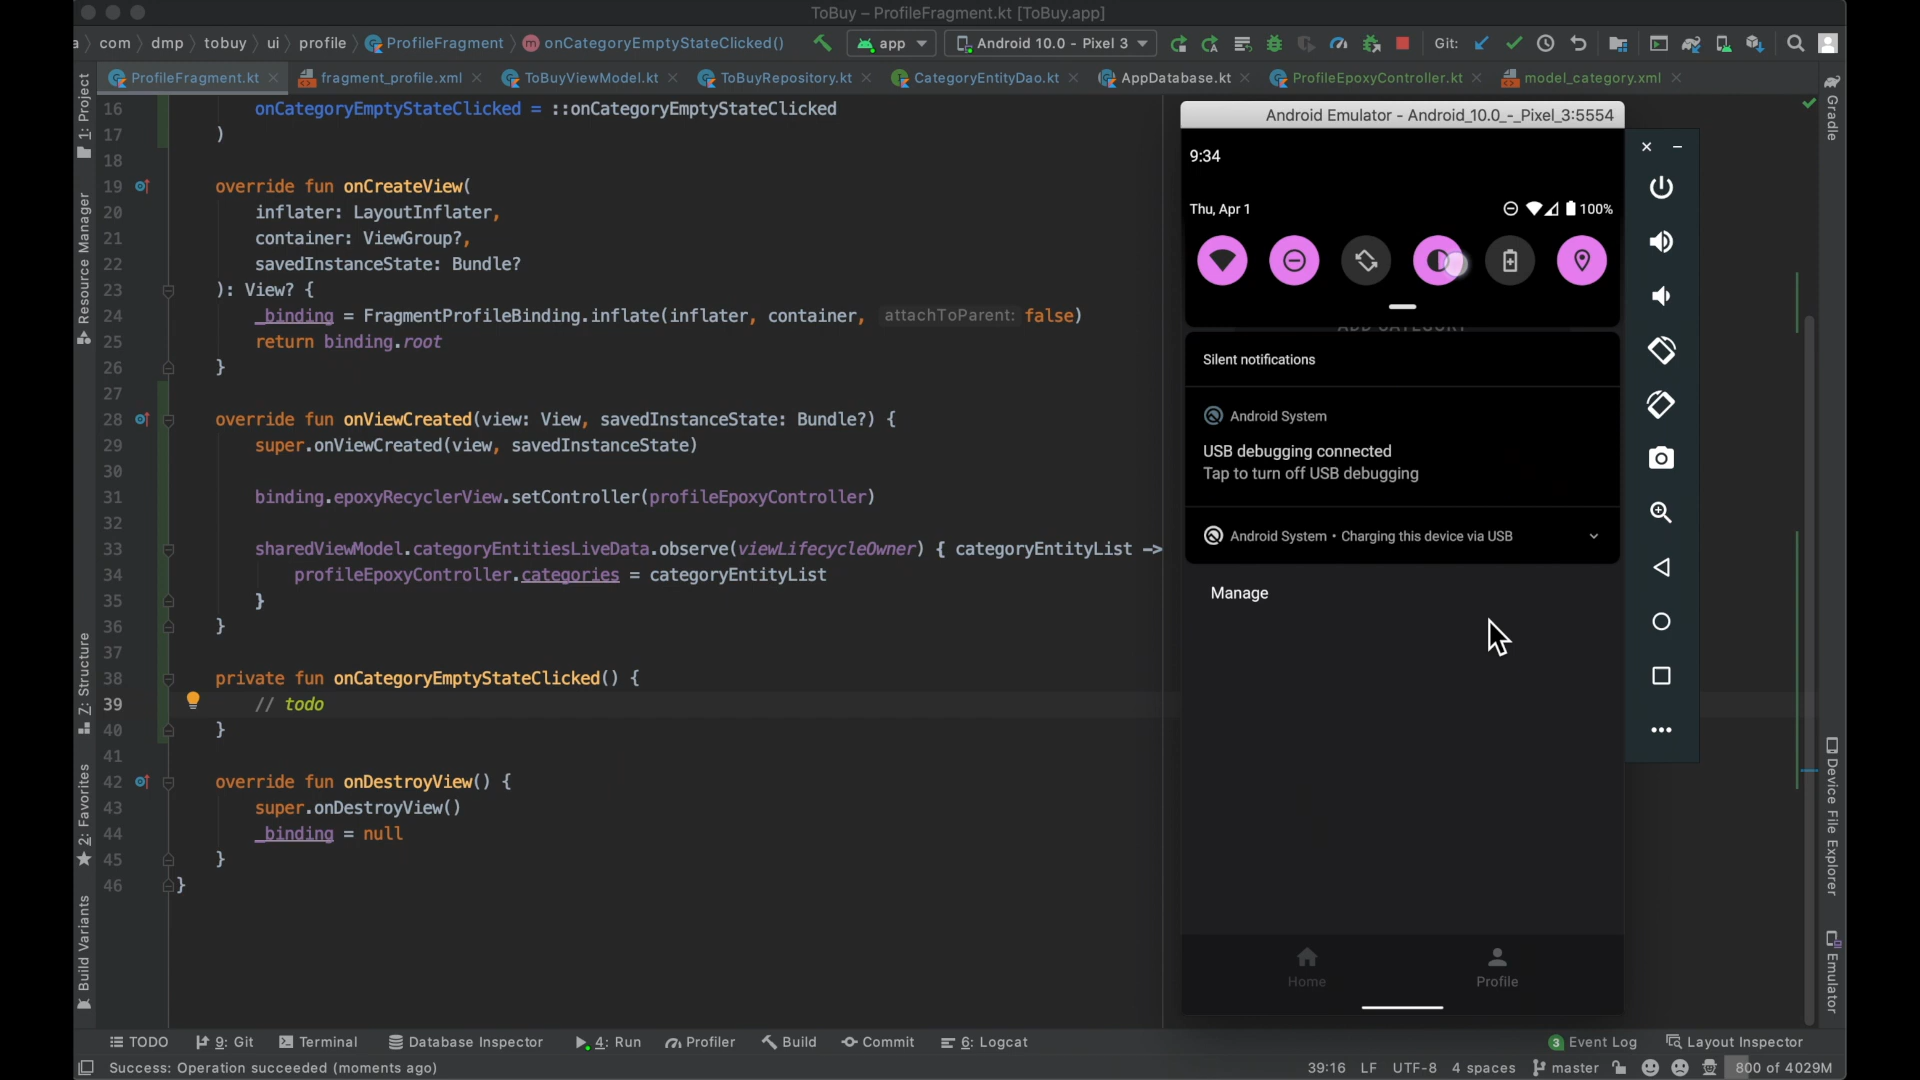 ToBuy – ProfileFragment.kt [ToBuy.app]
a com dmp tobuy ui profile ProfileFragment onCategoryEmptyStateClicked() app Android 10.0 - Pixel 3 Git:
ProfileFragment.kt fragment_profile.xml ToBuyViewModel.kt ToBuyRepository.kt CategoryEntityDao.kt AppDatabase.kt ProfileEpoxyController.kt model_category.xml
1: Project
Resource Manager
7: Structure
2: Favorites
Build Variants
16 onCategoryEmptyStateClicked = ::onCategoryEmptyStateClicked
17 )
18
19 override fun onCreateView(
20 inflater: LayoutInflater,
21 container: ViewGroup?,
22 savedInstanceState: Bundle?
23 ): View? {
24 _binding = FragmentProfileBinding.inflate(inflater, container, attachToParent: false)
25 return binding.root
26 }
27
28 override fun onViewCreated(view: View, savedInstanceState: Bundle?) {
29 super.onViewCreated(view, savedInstanceState)
30
31 binding.epoxyRecyclerView.setController(profileEpoxyController)
32
33 sharedViewModel.categoryEntitiesLiveData.observe(viewLifecycleOwner) { categoryEntityList ->
34 profileEpoxyController.categories = categoryEntityList
35 }
36 }
37
38 private fun onCategoryEmptyStateClicked() {
39 // todo
40 }
41
42 override fun onDestroyView() {
43 super.onDestroyView()
44 _binding = null
45 }
46 }
Android Emulator - Android_10.0_-_Pixel_3:5554
9:34
Thu, Apr 1 100%
ADD CATEGORY
Silent notifications
Android System
USB debugging connected
Tap to turn off USB debugging
Android System • Charging this device via USB
Manage
Home Profile
Gradle
Device File Explorer
Emulator
TODO 9: Git Terminal Database Inspector 4: Run Profiler Build Commit 6: Logcat 3 Event Log Layout Inspector
Success: Operation succeeded (moments ago) 39:16 LF UTF-8 4 spaces master 800 of 4029M